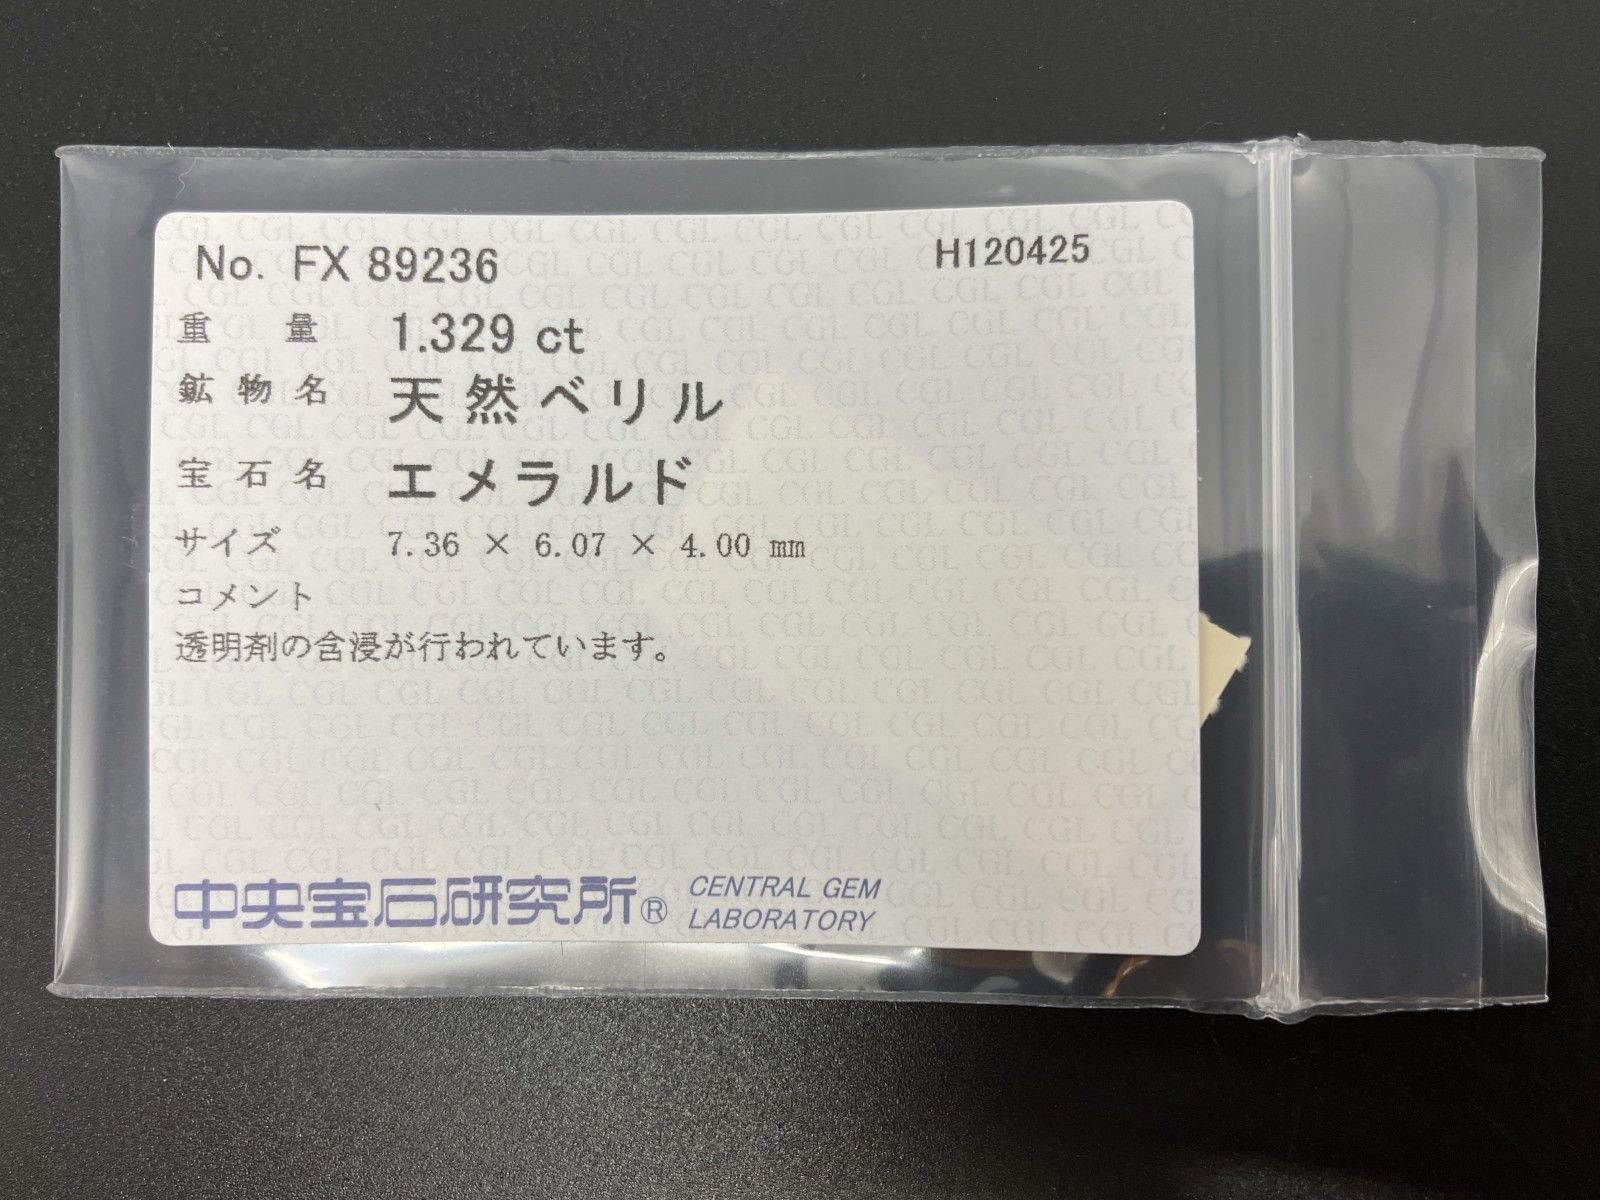 No. FX 89236 H120425
重量 1.329 ct
鉱物名 天然ベリル
宝石名 エメラルド
サイズ 7.36 × 6.07 × 4.00 mm
コメント
透明剤の含浸が行われています。
中央宝石研究所® CENTRAL GEM
LABORATORY